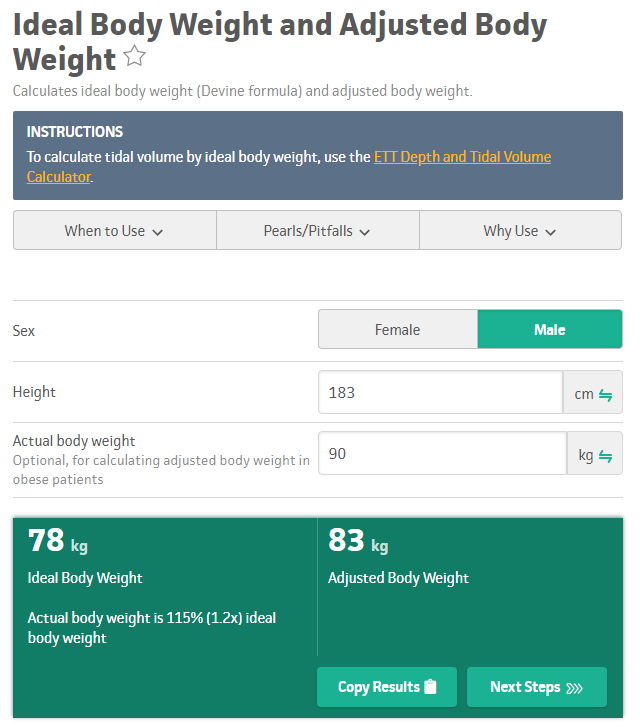 Ideal Body Weight and Adjusted Body
Weight
Calculates ideal body weight (Devine formula) and adjusted body weight.
INSTRUCTIONS
To calculate tidal volume by ideal body weight, use the ETT Depth and Tidal Volume
Calculator.
When to Use Pearls/Pitfalls Why Use
Sex Female Male
Height 183 cm
Actual body weight
Optional, for calculating adjusted body weight in
obese patients
90 kg
78 kg 83 kg
Ideal Body Weight Adjusted Body Weight
Actual body weight is 115% (1.2x) ideal
body weight
Copy Results Next Steps